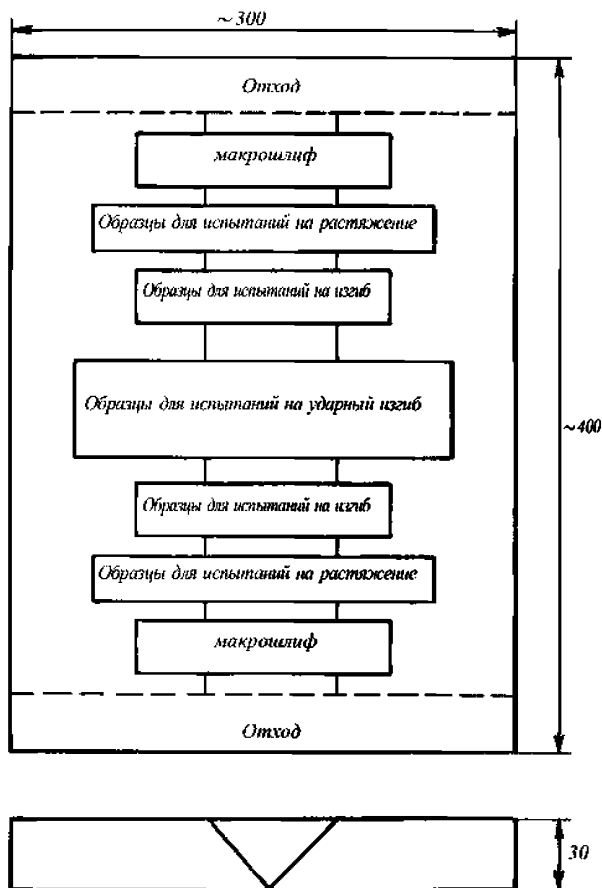 ~300
Отход
макрошлиф
Образцы для испытаний на растяжение
Образцы для испытаний на изгиб
Образцы для испытаний на ударный изгиб
~400
Образцы для испытаний на изгиб
Образцы для испытаний на растяжение
макрошлиф
Отход
30